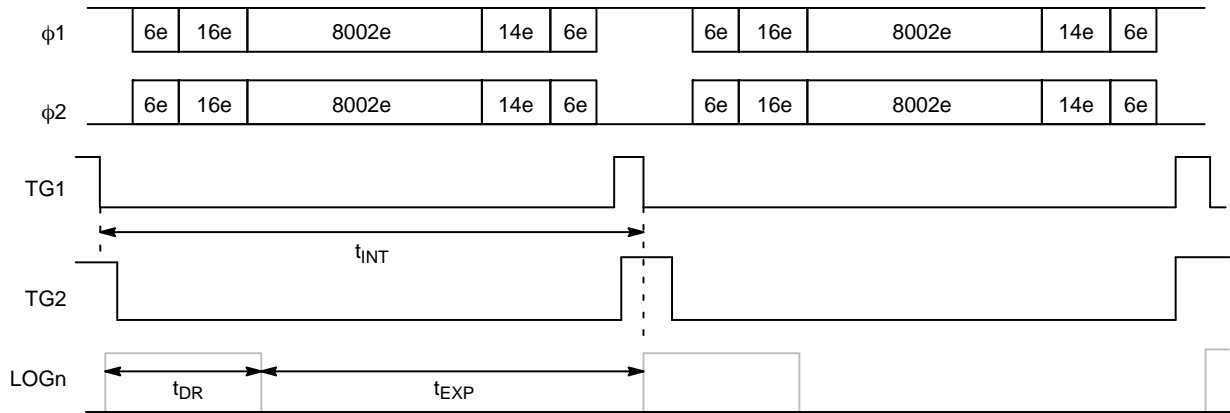 ϕ1 6e 16e 8002e 14e 6e 6e 16e 8002e 14e 6e
ϕ2 6e 16e 8002e 14e 6e 6e 16e 8002e 14e 6e
TG1
tINT
TG2
LOGn tDR tEXP